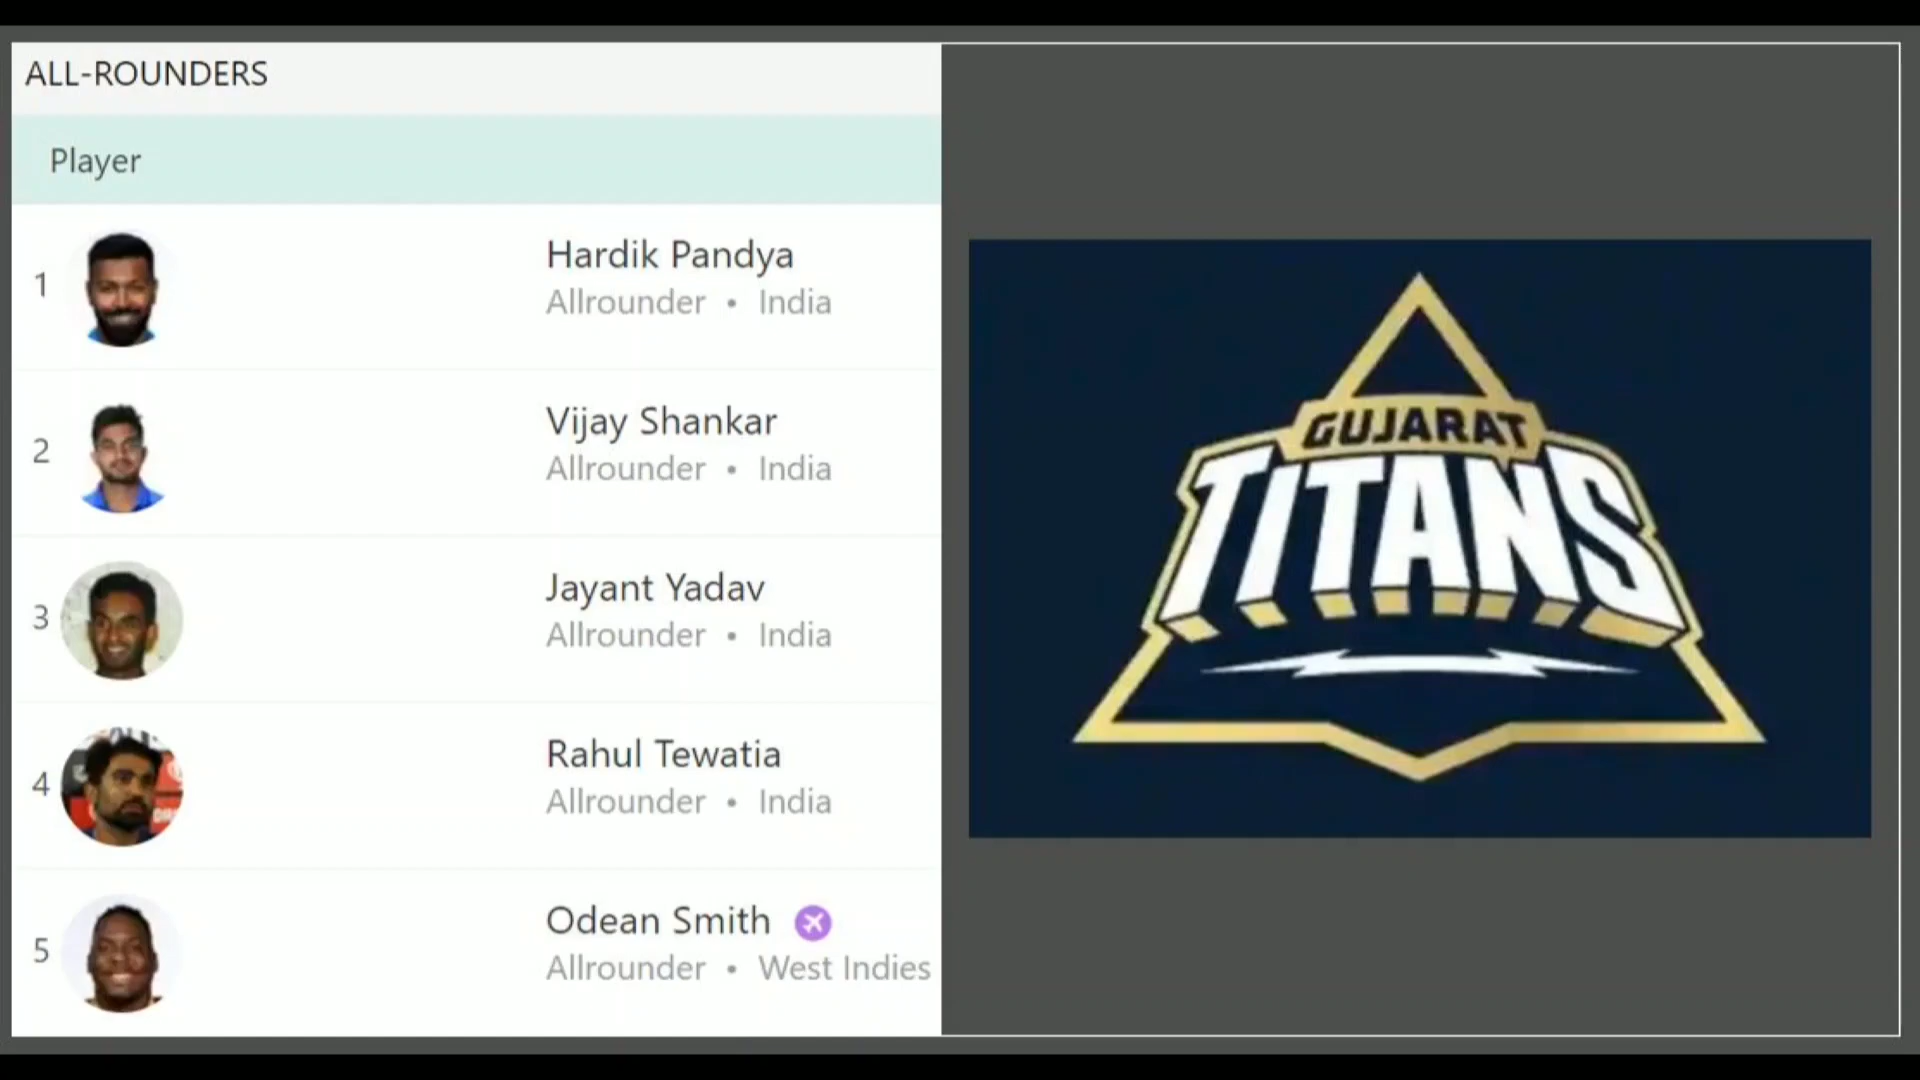 ALL-ROUNDERS
Player
1
Hardik Pandya
Allrounder • India
2
Vijay Shankar
Allrounder • India
3
Jayant Yadav
Allrounder • India
4
Rahul Tewatia
Allrounder • India
5
Odean Smith
Allrounder • West Indies
GUJARAT
TITANS